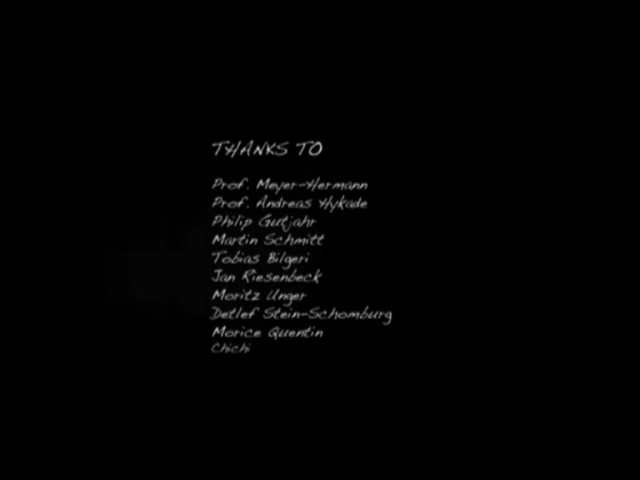 THANKS TO
Prof. Meyer-Hermann
Prof. Andreas Hykade
Philip Gutjahr
Martin Schmitt
Tobias Bilgeri
Jan Riesenbeck
Moritz Unger
Detlef Stein-Schomburg
Morice Quentin
Chichi